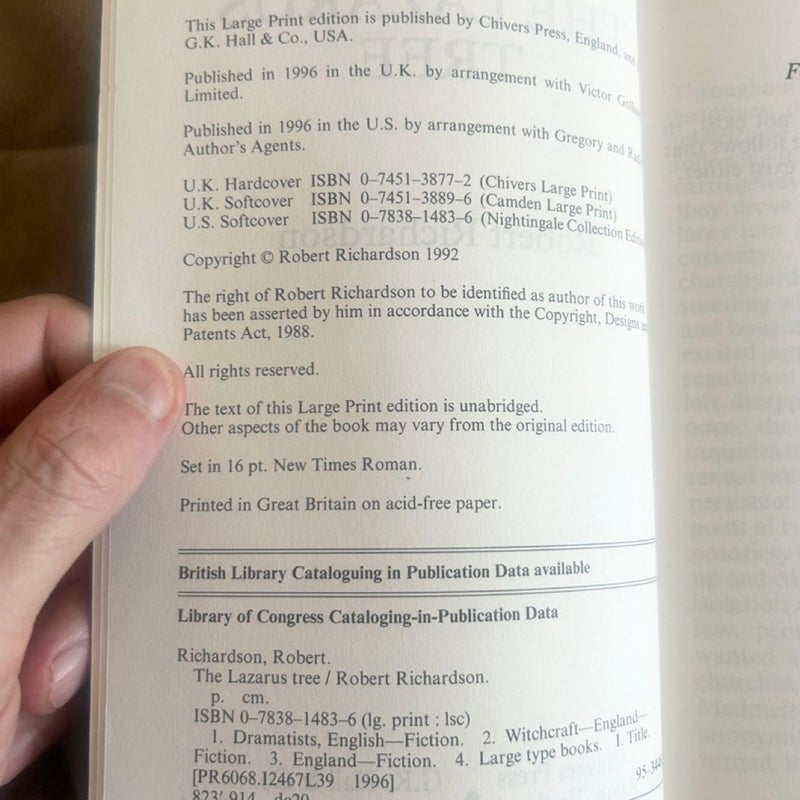 This Large Print edition is published by Chivers Press, England, and
G.K. Hall & Co., USA.
Published in 1996 in the U.K. by arrangement with Victor
Limited.
Published in 1996 in the U.S. by arrangement with Gregory and
Author's Agents.
U.K. Hardcover ISBN 0–7451–3877–2 (Chivers Large Print)
U.K. Softcover ISBN 0–7451–3889–6 (Camden Large Print)
U.S. Softcover ISBN 0–7838–1483–6 (Nightingale Collection
Copyright © Robert Richardson 1992
The right of Robert Richardson to be identified as author of this work
has been asserted by him in accordance with the Copyright, Designs
Patents Act, 1988.
All rights reserved.
The text of this Large Print edition is unabridged.
Other aspects of the book may vary from the original edition.
Set in 16 pt. New Times Roman.
Printed in Great Britain on acid-free paper.
British Library Cataloguing in Publication Data available
Library of Congress Cataloging-in-Publication Data
Richardson, Robert.
The Lazarus tree / Robert Richardson.
p. cm.
ISBN 0–7838–1483–6 (lg. print : lsc)
1. Dramatists, English—Fiction. 2. Witchcraft—England—
Fiction. 3. England—Fiction. 4. Large type books. I. Title.
[PR6068.I2467L39 1996]
823'.914—dc20
F